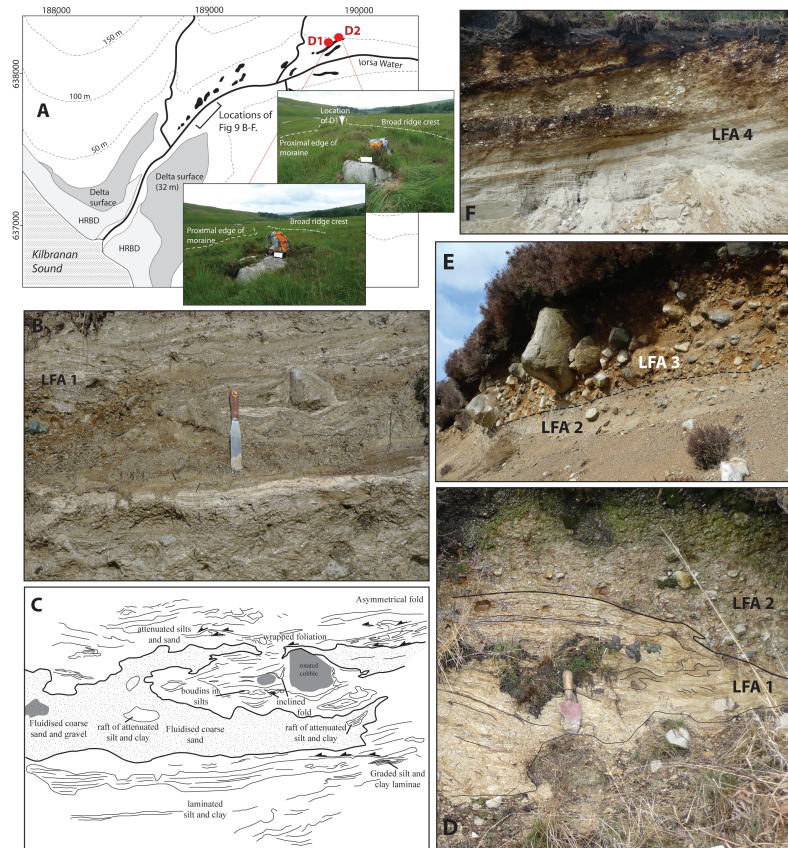 188000
189000
190000
150 m
638000
D1
D2
Iorsa Water
100 m
A
Locations of
Fig 9 B-F.
Location
of D1
Broad ridge crest
Proximal edge of
moraine
50 m
Delta
surface
Delta surface
(32 m)
Broad ridge crest
Proximal edge of
moraine
637000
HRBD
HRBD
Kilbranan
Sound
LFA 4
F
E
LFA 3
LFA 2
B
LFA 1
C
Asymmetrical fold
attenuated silts
and sand
wrapped foliation
rotated
cobble
boudins in
silts
inclined
fold
Fluidised coarse
sand and gravel
raft of attenuated
silt and clay
Fluidised coarse
sand
raft of attenuated
silt and clay
Graded silt and
clay laminae
laminated
silt and clay
LFA 2
LFA 1
D